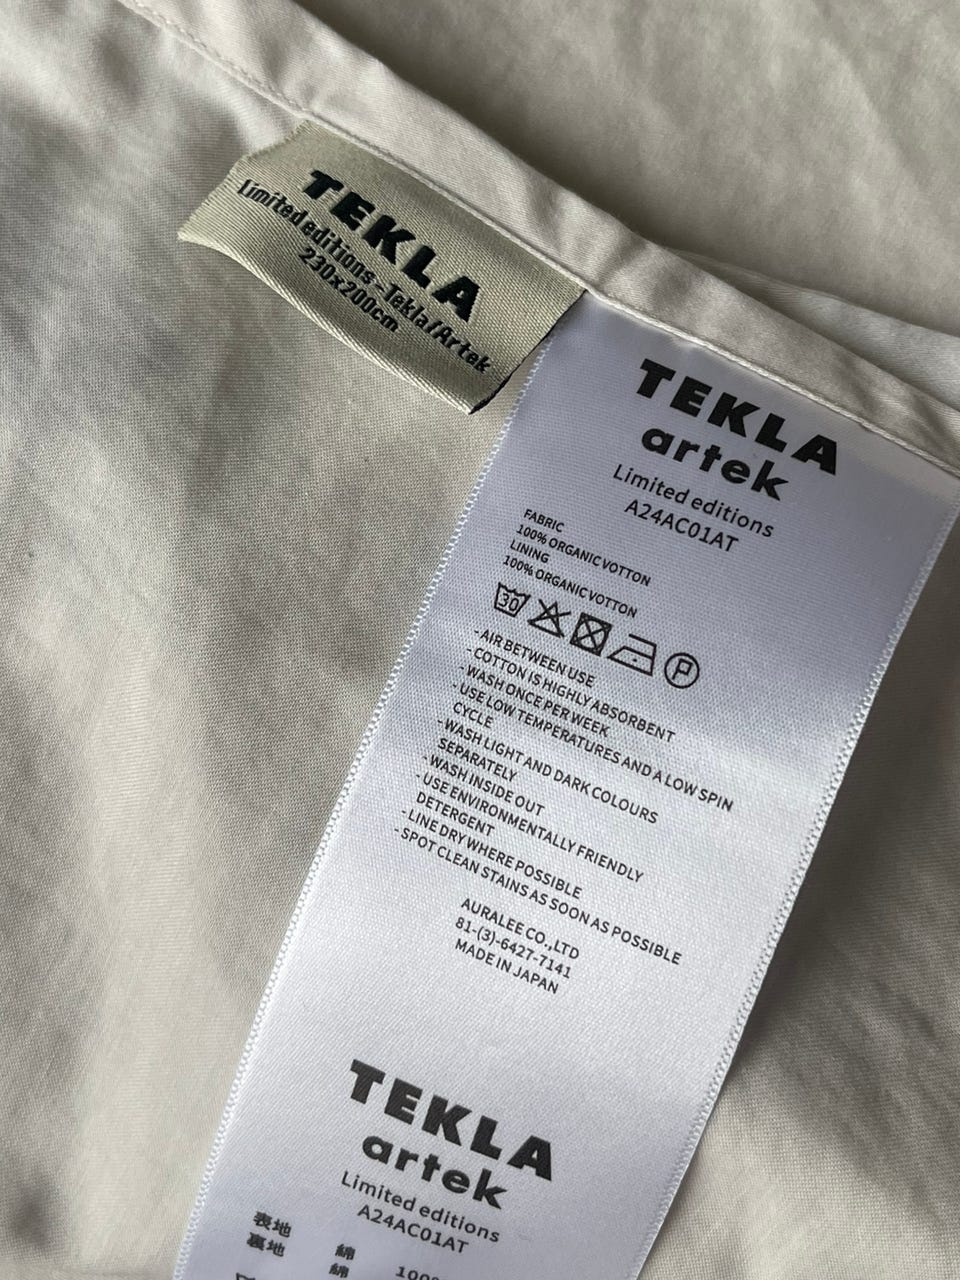 TEKLA
Limited editions-Tekla/Artek
230x200cm
TEKLA
artek
Limited editions
A24AC01AT
FABRIC
100% ORGANIC VOTTON
LINING
100% ORGANIC VOTTON
30
P
- AIR BETWEEN USE
- COTTON IS HIGHLY ABSORBENT
- WASH ONCE PER WEEK
- USE LOW TEMPERATURES AND A LOW SPIN
CYCLE
- WASH LIGHT AND DARK COLOURS
SEPARATELY
- WASH INSIDE OUT
- USE ENVIRONMENTALLY FRIENDLY
DETERGENT
- LINE DRY WHERE POSSIBLE
- SPOT CLEAN STAINS AS SOON AS POSSIBLE
AURALEE CO.,LTD
81-(3)-6427-7141
MADE IN JAPAN
TEKLA
artek
Limited editions
A24AC01AT
表地 綿 100%
裏地 綿